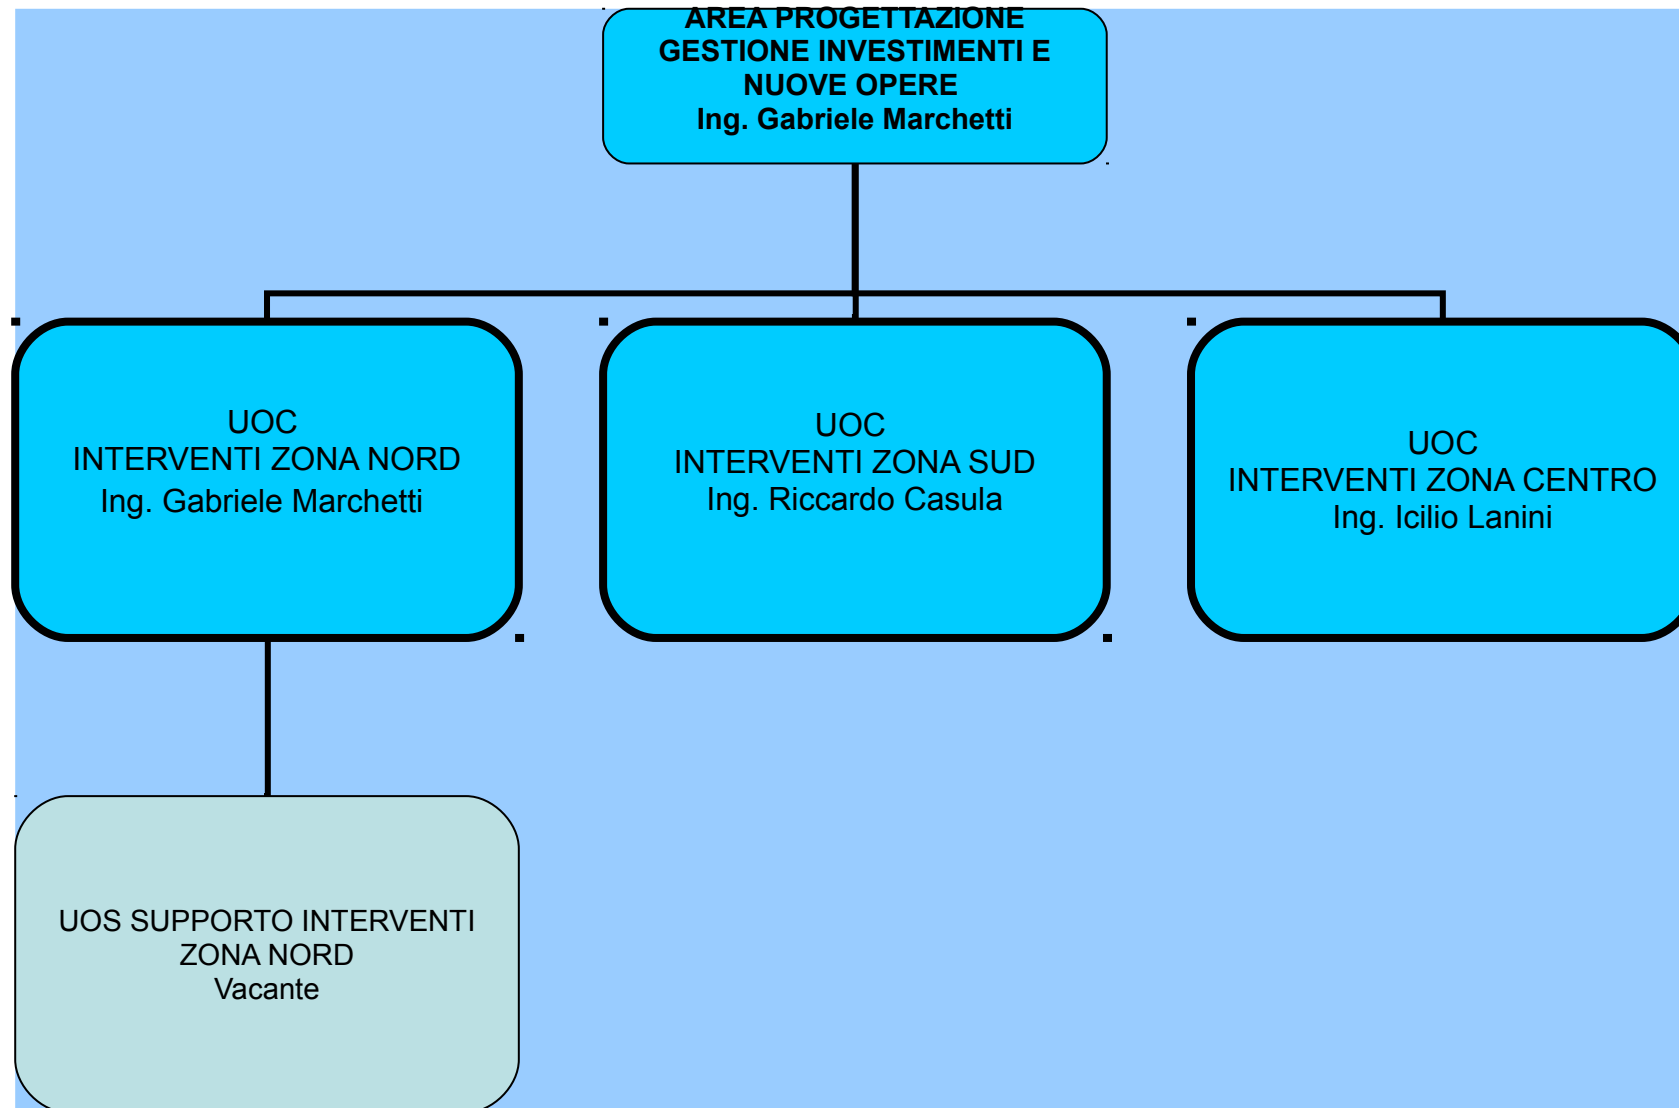 AREA PROGETTAZIONE
GESTIONE INVESTIMENTI E
NUOVE OPERE
Ing. Gabriele Marchetti
UOC
INTERVENTI ZONA NORD
Ing. Gabriele Marchetti
UOC
INTERVENTI ZONA SUD
Ing. Riccardo Casula
UOC
INTERVENTI ZONA CENTRO
Ing. Icilio Lanini
UOS SUPPORTO INTERVENTI
ZONA NORD
Vacante